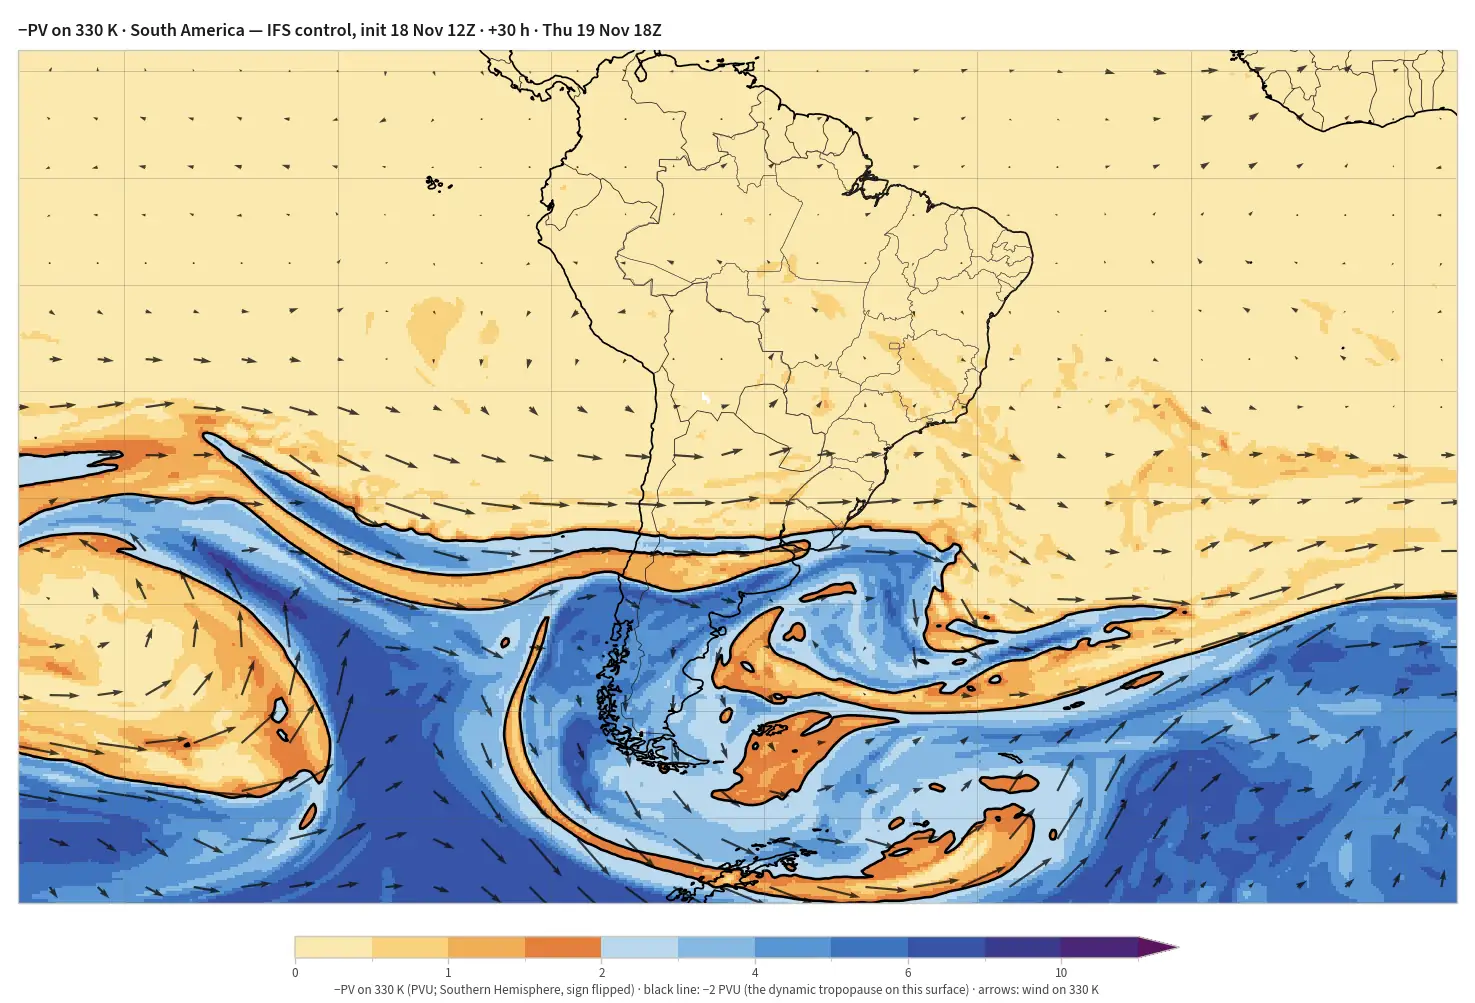 −PV on 330 K · South America — IFS control, init 18 Nov 12Z · +30 h · Thu 19 Nov 18Z
0 1 2 4 6 10
−PV on 330 K (PVU; Southern Hemisphere, sign flipped) · black line: −2 PVU (the dynamic tropopause on this surface) · arrows: wind on 330 K